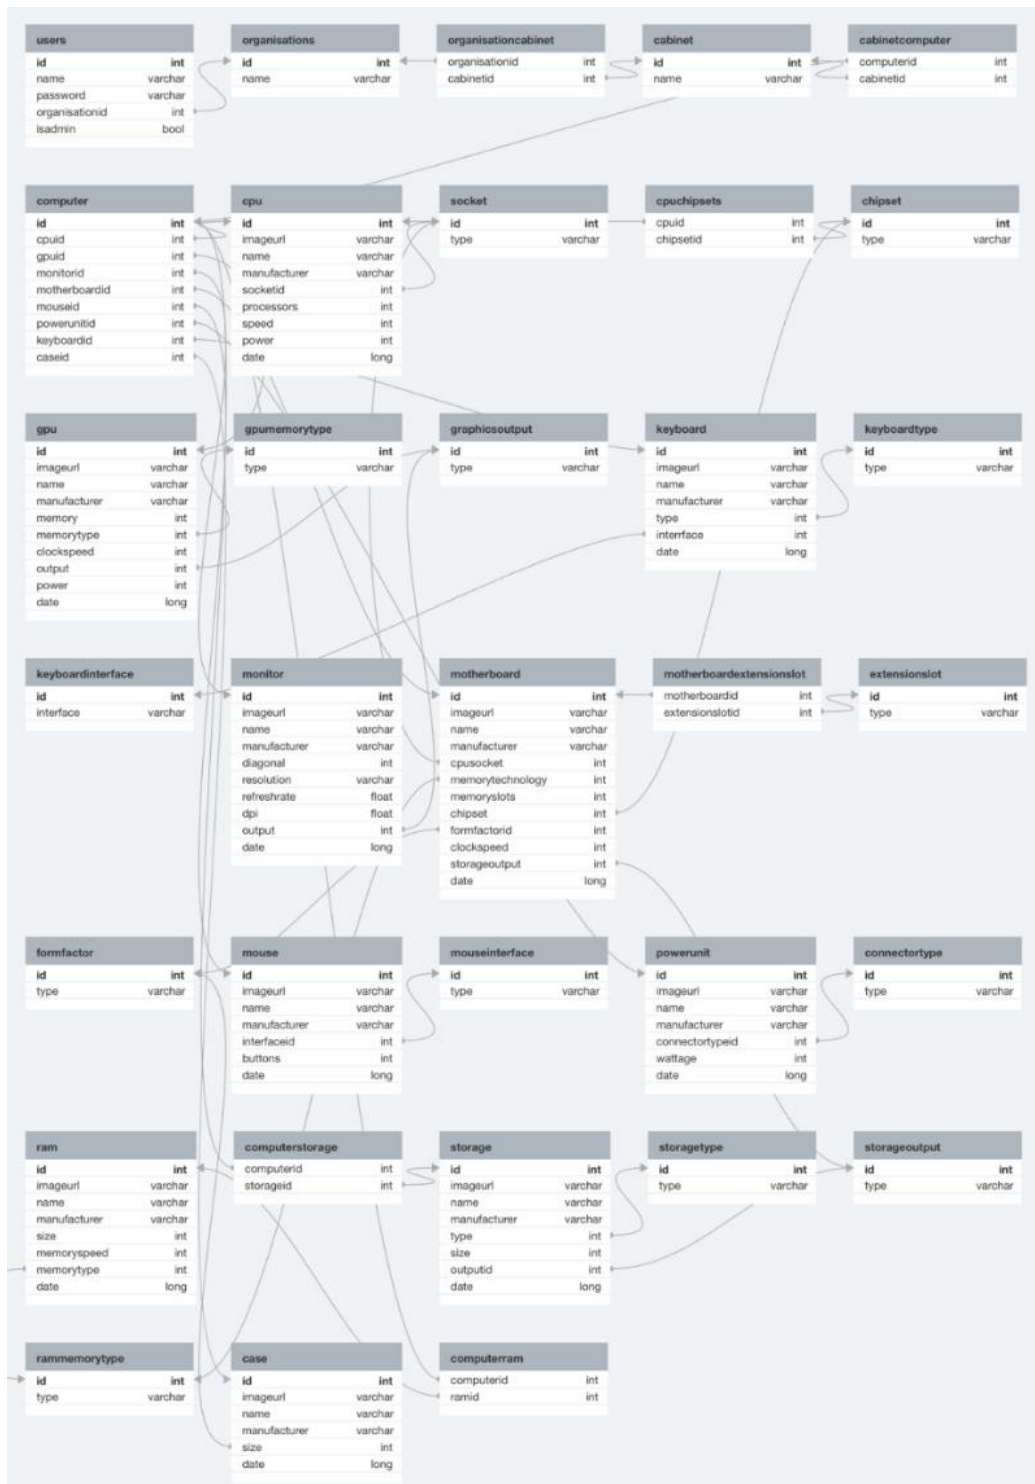 users
id int
name varchar
password varchar
organisationid int
isadmin bool
organisations
id int
name varchar
organisationcabinet
organisationid int
cabinetid int
cabinet
id int
name varchar
cabinetcomputer
computerid int
cabinetid int
computer
id int
cpuid int
gpuid int
monitorid int
motherboardid int
mouseid int
powerunitid int
keyboardid int
caseid int
cpu
id int
imageurl varchar
name varchar
manufacturer varchar
socketid int
processors int
speed int
power int
date long
socket
id int
type varchar
cpuchipsets
cpuid int
chipsetid int
chipset
id int
type varchar
gpu
id int
imageurl varchar
name varchar
manufacturer varchar
memory int
memorytype int
clockspeed int
output int
power int
date long
gpumemorytype
id int
type varchar
graphicsoutput
id int
type varchar
keyboard
id int
imageurl varchar
name varchar
manufacturer varchar
type int
interrface int
date long
keyboardtype
id int
type varchar
keyboardinterface
id int
interface varchar
monitor
id int
imageurl varchar
name varchar
manufacturer varchar
diagonal int
resolution varchar
refreshrate float
dpi float
output int
date long
motherboard
id int
imageurl varchar
name varchar
manufacturer varchar
cpusocket int
memorytechnology int
memoryslots int
chipset int
formfactorid int
clockspeed int
storageoutput int
date long
motherboardextensionslot
motherboardid int
extensionslotid int
extensionslot
id int
type varchar
formfactor
id int
type varchar
mouse
id int
imageurl varchar
name varchar
manufacturer varchar
interfaceid int
buttons int
date long
mouseinterface
id int
type varchar
powerunit
id int
imageurl varchar
name varchar
manufacturer varchar
connectortypeid int
wattage int
date long
connectortype
id int
type varchar
ram
id int
imageurl varchar
name varchar
manufacturer varchar
size int
memoryspeed int
memorytype int
date long
computerstorage
computerid int
storageid int
storage
id int
imageurl varchar
name varchar
manufacturer varchar
type int
size int
outputid int
date long
storagetype
id int
type varchar
storageoutput
id int
type varchar
rammemorytype
id int
type varchar
case
id int
imageurl varchar
name varchar
manufacturer varchar
size int
date long
computerram
computerid int
ramid int